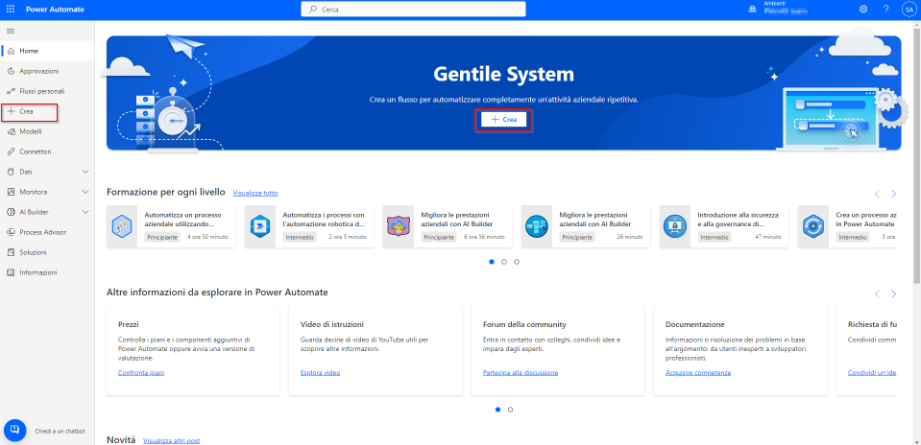 Power Automate
Cerca
Ambienti
SA
Home
Approvazioni
Flussi personali
Crea
Modelli
Connettori
Dati
Monitora
AI Builder
Process Advisor
Soluzioni
Informazioni
Chiedi a un chatbot
Gentile System
Crea un flusso per automatizzare completamente un'attività aziendale ripetitiva.
Crea
Formazione per ogni livello Visualizza tutto
Automatizza un processo
aziendale utilizzando...
Principiante 4 ora 50 minuto
Automatizza i processi con
l'automazione robotica d...
Intermedio 2 ora 5 minuto
Migliora le prestazioni
aziendali con AI Builder
Principiante 6 ora 56 minuto
Migliora le prestazioni
aziendali con AI Builder
Principiante 26 minuto
Introduzione alla sicurezza
e alla governance di...
Intermedio 47 minuto
Crea un processo az
in Power Automate
Intermedio 3 ora
Altre informazioni da esplorare in Power Automate
Prezzi
Controlla i piani e i componenti aggiuntivi di
Power Automate oppure avvia una versione di
valutazione.
Confronta piani
Video di istruzioni
Guarda decine di video di YouTube utili per
scoprire altre informazioni.
Esplora video
Forum della community
Entra in contatto con colleghi, condividi idee e
impara dagli esperti.
Partecipa alla discussione
Documentazione
Informazioni o risoluzione dei problemi in base
all'argomento: da utenti inesperti a sviluppatori
professionisti.
Acquisire competenze
Richiesta di fu
Condividi comm
Condividi un'ide
Novità Visualizza altri post